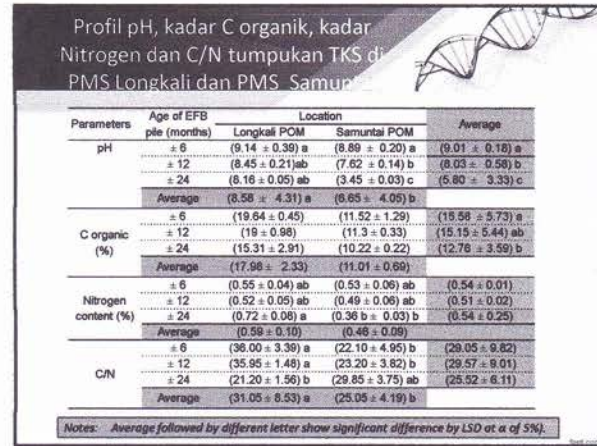 Profil pH, kadar C organik, kadar
Nitrogen dan C/N tumpukan TKS di
PMS Longkali dan PMS Samuntai
Parameters Age of EFB pile (months) Location Average
Longkali POM Samuntai POM
pH ± 6 (9.14 ± 0.39) a (8.89 ± 0.20) a (9.01 ± 0.18) a
± 12 (8.45 ± 0.21)ab (7.62 ± 0.14) b (8.03 ± 0.58) b
± 24 (8.16 ± 0.05) ab (3.45 ± 0.03) c (5.80 ± 3.33) c
Average (8.58 ± 4.31) a (6.65 ± 4.05) b
C organic (%) ± 6 (19.64 ± 0.45) (11.52 ± 1.29) (15.58 ± 5.73) a
± 12 (19 ± 0.98) (11.3 ± 0.33) (15.15 ± 5.44) ab
± 24 (15.31 ± 2.91) (10.22 ± 0.22) (12.76 ± 3.59) b
Average (17.98 ± 2.33) (11.01 ± 0.69)
Nitrogen content (%) ± 6 (0.55 ± 0.04) ab (0.53 ± 0.06) ab (0.54 ± 0.01)
± 12 (0.52 ± 0.05) ab (0.49 ± 0.06) ab (0.51 ± 0.02)
± 24 (0.72 ± 0.08) a (0.36 b ± 0.03) b (0.54 ± 0.25)
Average (0.59 ± 0.10) (0.46 ± 0.09)
C/N ± 6 (36.00 ± 3.39) a (22.10 ± 4.95) b (29.05 ± 9.82)
± 12 (35.95 ± 1.48) a (23.20 ± 3.82) b (29.57 ± 9.01)
± 24 (21.20 ± 1.56) b (29.85 ± 3.75) ab (25.52 ± 6.11)
Average (31.05 ± 8.53) a (25.05 ± 4.19) b
Notes: Average followed by different letter show significant difference by LSD at α of 5%).